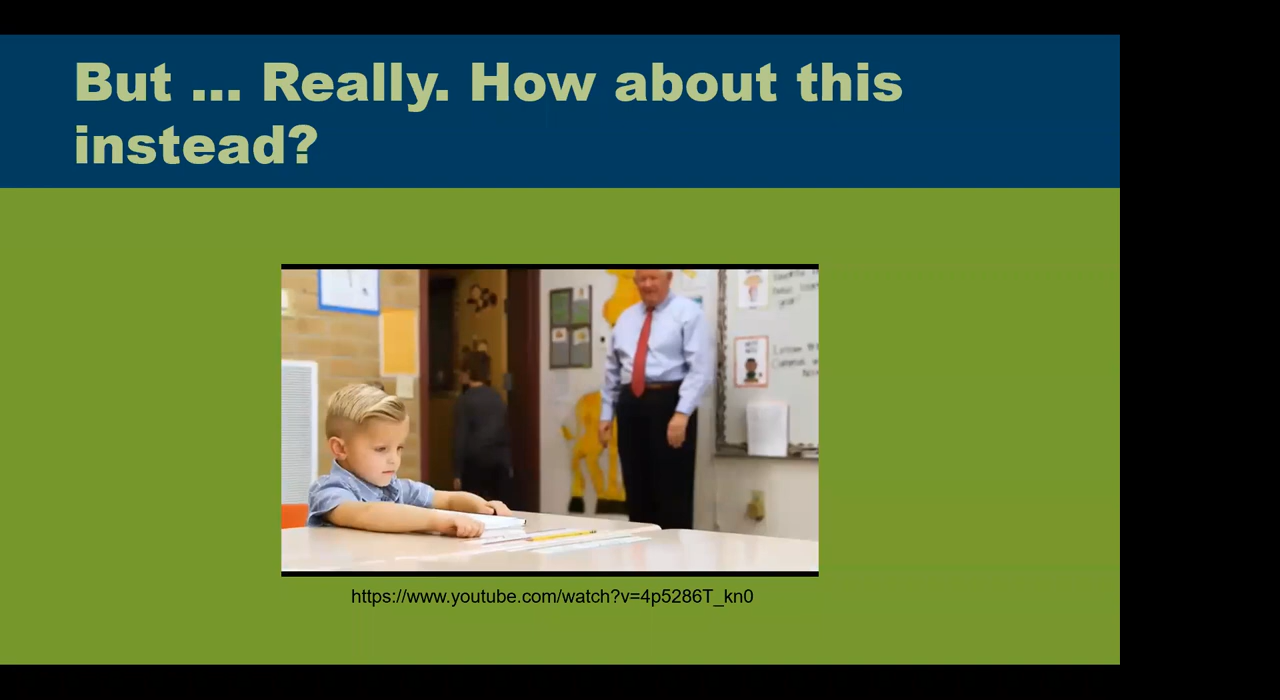 But ... Really. How about this
instead?
https://www.youtube.com/watch?v=4p5286T_kn0